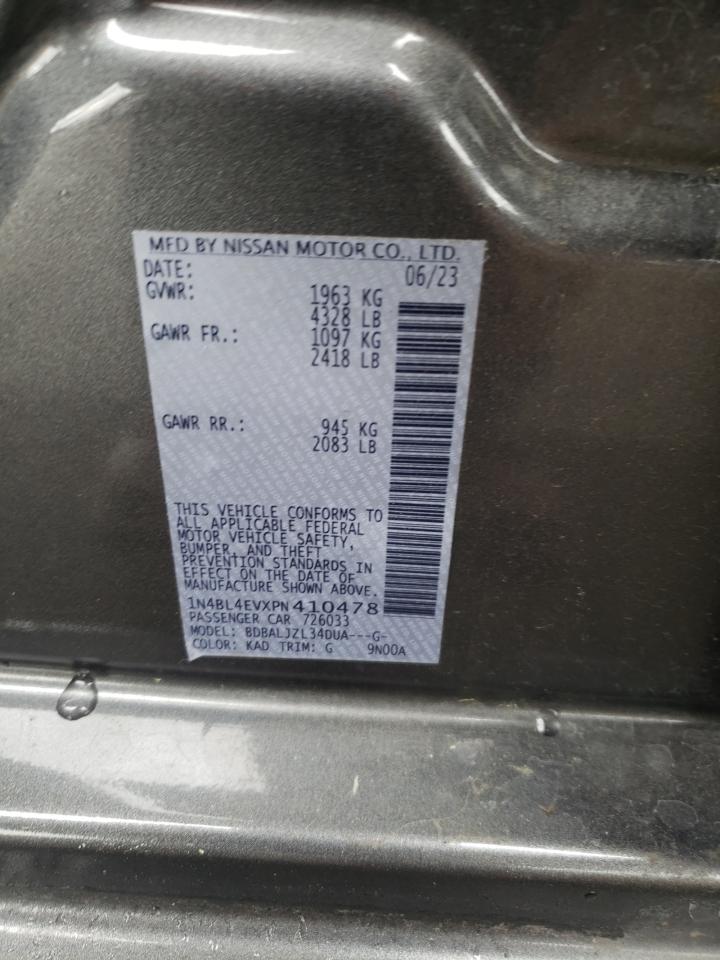 MFD BY NISSAN MOTOR CO., LTD.
DATE: 06/23
GVWR: 1963 KG
4328 LB
GAWR FR.: 1097 KG
2418 LB
GAWR RR.: 945 KG
2083 LB
THIS VEHICLE CONFORMS TO
ALL APPLICABLE FEDERAL
MOTOR VEHICLE SAFETY,
BUMPER, AND THEFT
PREVENTION STANDARDS IN
EFFECT ON THE DATE OF
MANUFACTURE SHOWN ABOVE.
1N4BL4EVXPN410478
PASSENGER CAR 726033
MODEL: BDBALJZL34DUA---G-
COLOR: KAD TRIM: G 9N00A